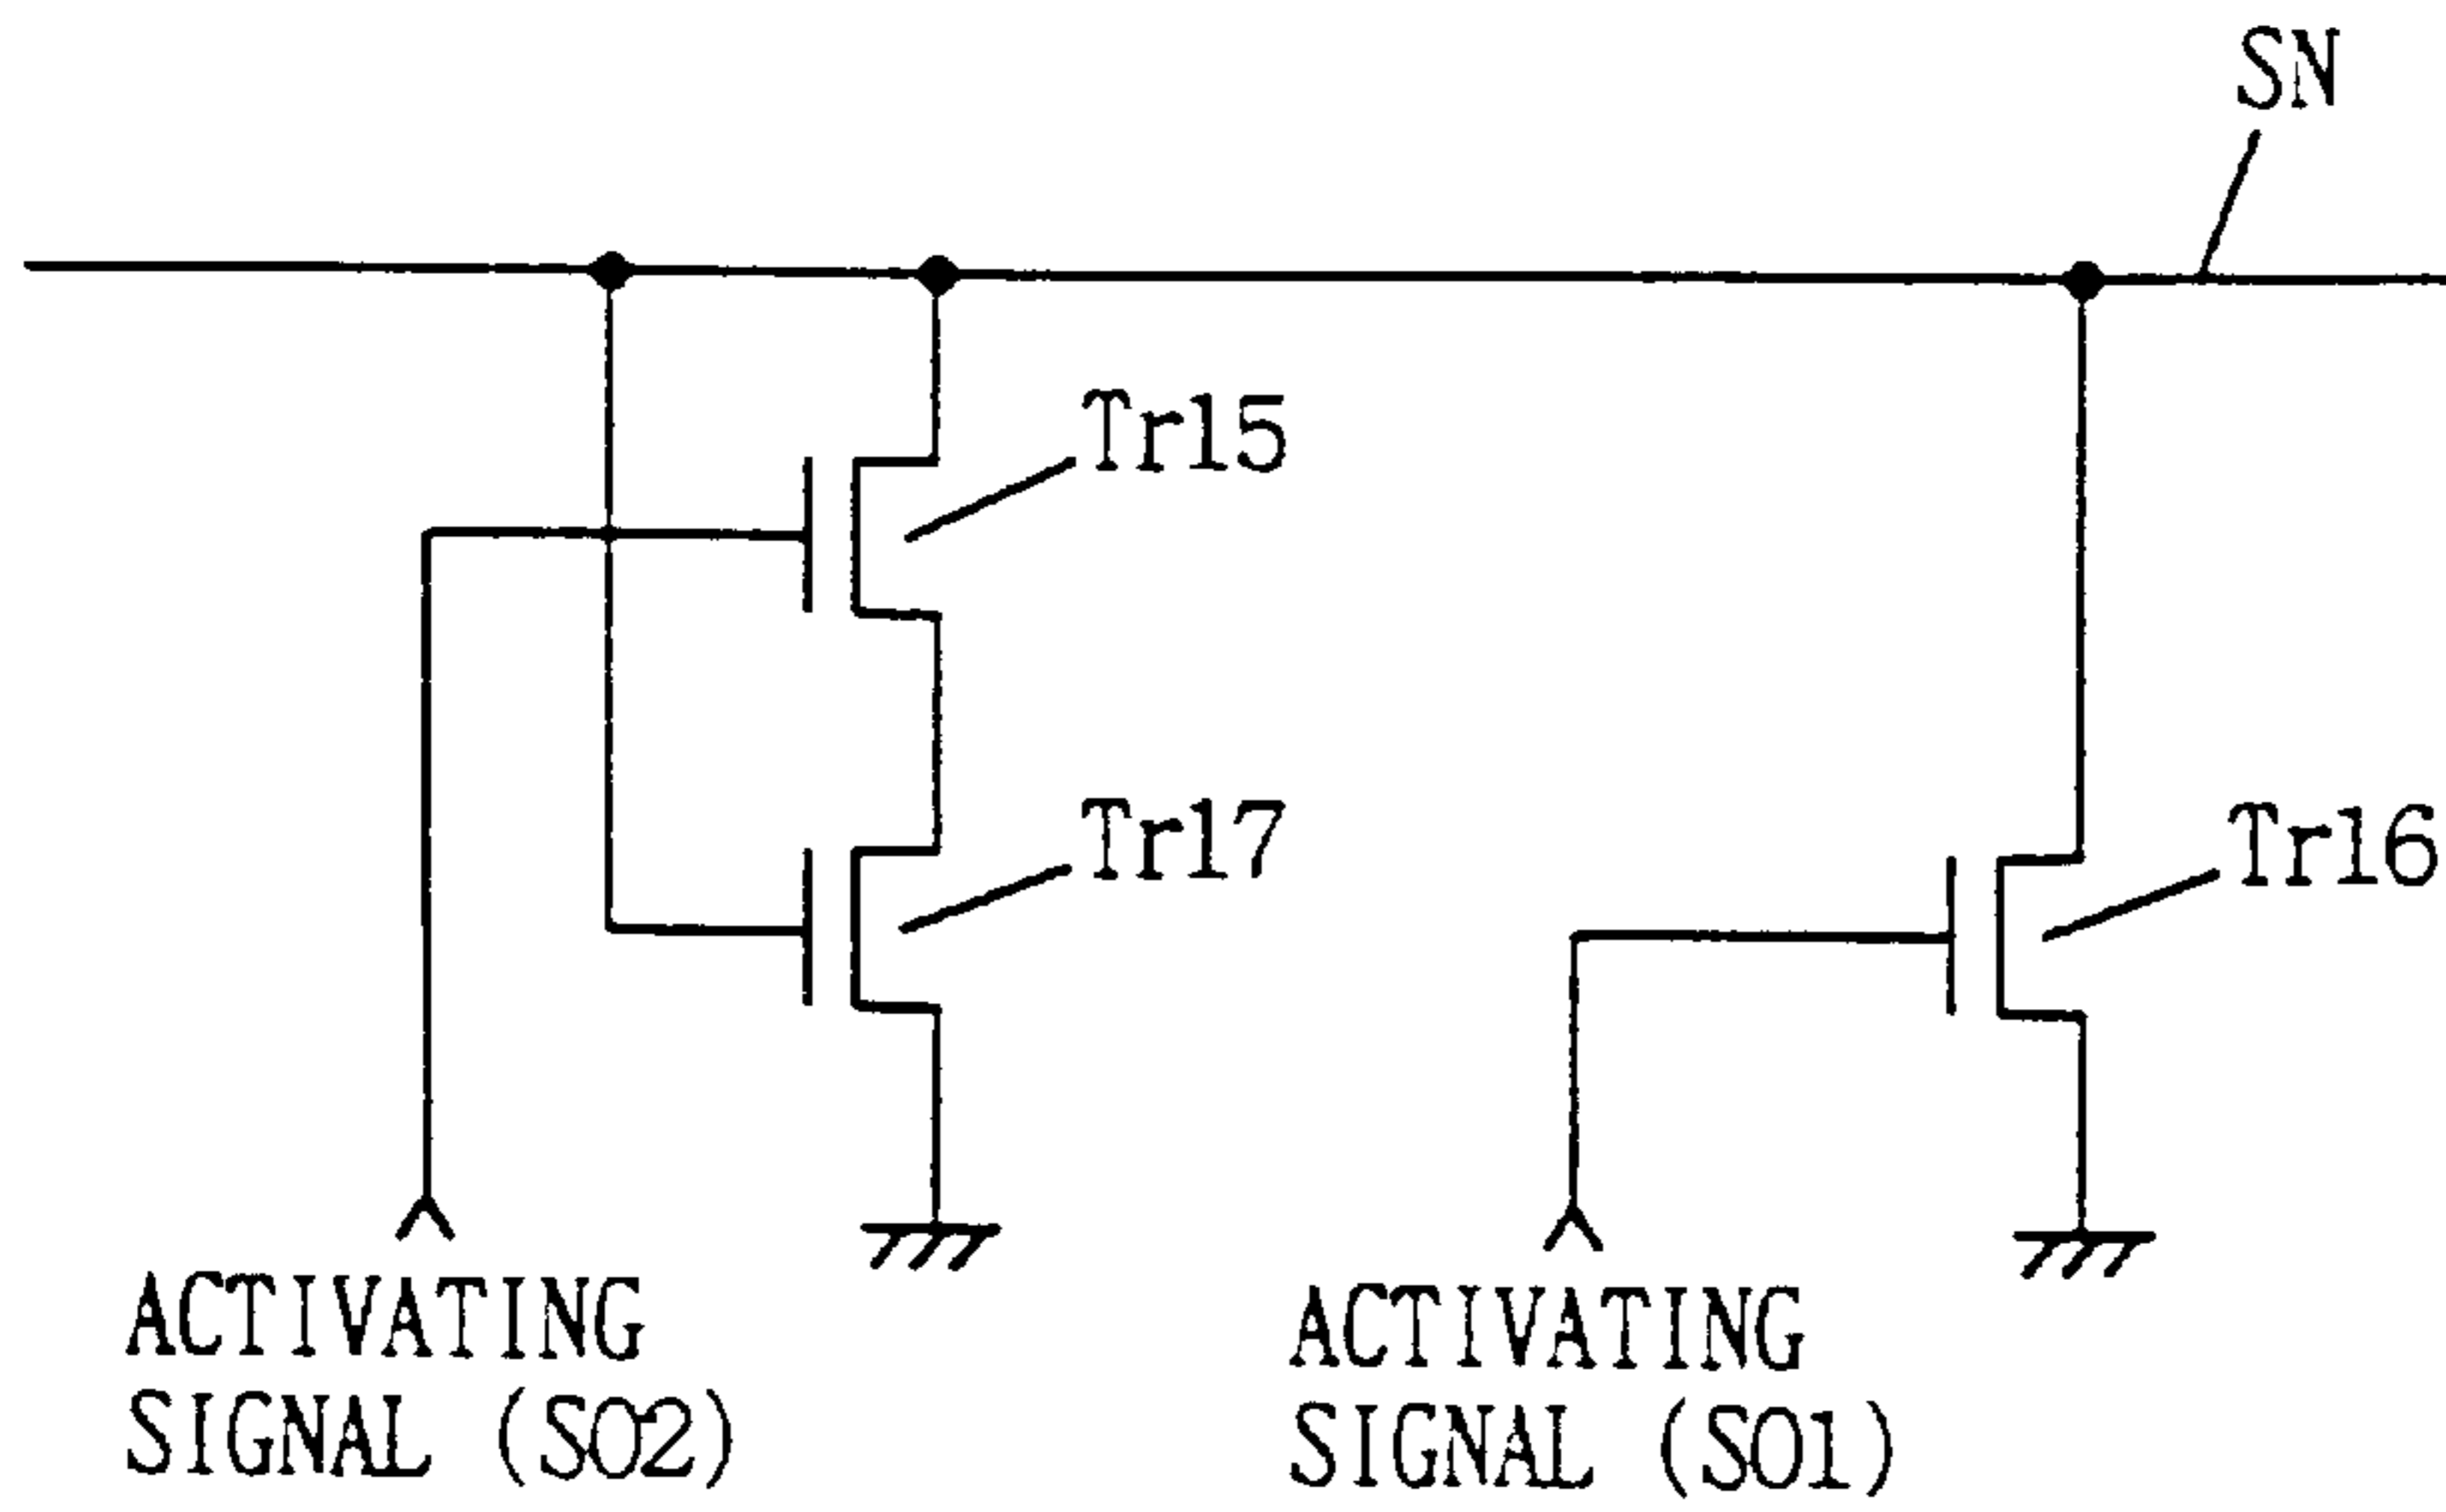 SN
Tr15
Tr17
Tr16
ACTIVATING
SIGNAL (SO2)
ACTIVATING
SIGNAL (SO1)